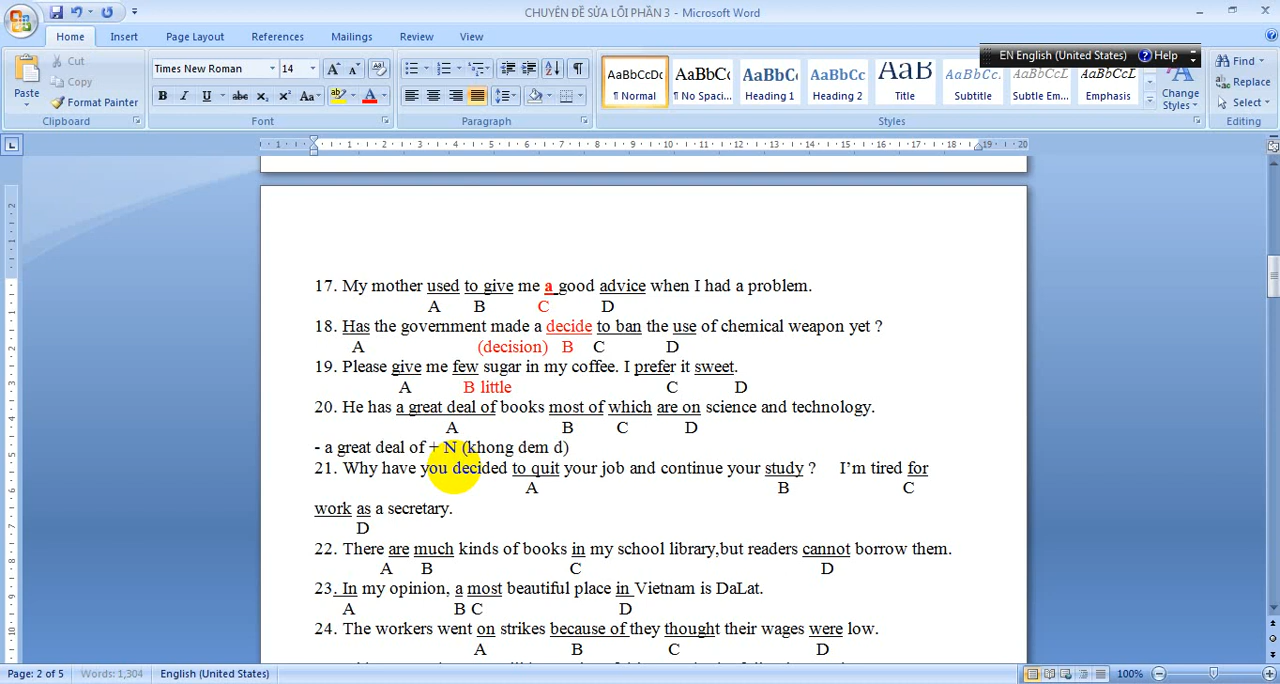 CHUYÊN ĐỀ SỬA LỖI PHẦN 3 - Microsoft Word
Home Insert Page Layout References Mailings Review View
EN English (United States) Help
Paste Cut Copy Format Painter
Clipboard
Times New Roman 14
Font
Paragraph
AaBbCcDc AaBbCc AaBbC AaBbCc AaB AaBbCc. AaBbCcL AaBbCcL
¶ Normal ¶ No Spaci... Heading 1 Heading 2 Title Subtitle Subtle Em... Emphasis
Change Styles
Styles
Find
Replace
Select
Editing
17. My mother used to give me a good advice when I had a problem.
A B C D
18. Has the government made a decide to ban the use of chemical weapon yet ?
A (decision) B C D
19. Please give me few sugar in my coffee. I prefer it sweet.
A B little C D
20. He has a great deal of books most of which are on science and technology.
A B C D
- a great deal of + N (khong dem d)
21. Why have you decided to quit your job and continue your study ? I’m tired for
A B C
work as a secretary.
D
22. There are much kinds of books in my school library,but readers cannot borrow them.
A B C D
23. In my opinion, a most beautiful place in Vietnam is DaLat.
A B C D
24. The workers went on strikes because of they thought their wages were low.
A B C D
Page: 2 of 5 Words: 1,304 English (United States) 100%